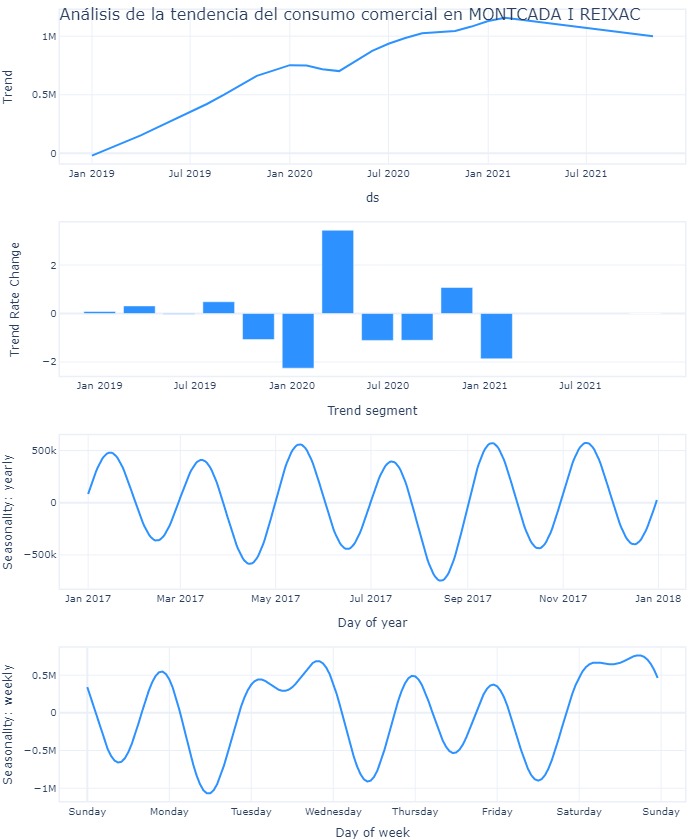 Análisis de la tendencia del consumo comercial en MONTCADA I REIXAC
1M
0.5M
0
Trend
Jan 2019 Jul 2019 Jan 2020 Jul 2020 Jan 2021 Jul 2021
ds
2
0
−2
Trend Rate Change
Jan 2019 Jul 2019 Jan 2020 Jul 2020 Jan 2021 Jul 2021
Trend segment
500k
0
−500k
Seasonality: yearly
Jan 2017 Mar 2017 May 2017 Jul 2017 Sep 2017 Nov 2017 Jan 2018
Day of year
0.5M
0
−0.5M
−1M
Seasonality: weekly
Sunday Monday Tuesday Wednesday Thursday Friday Saturday Sunday
Day of week